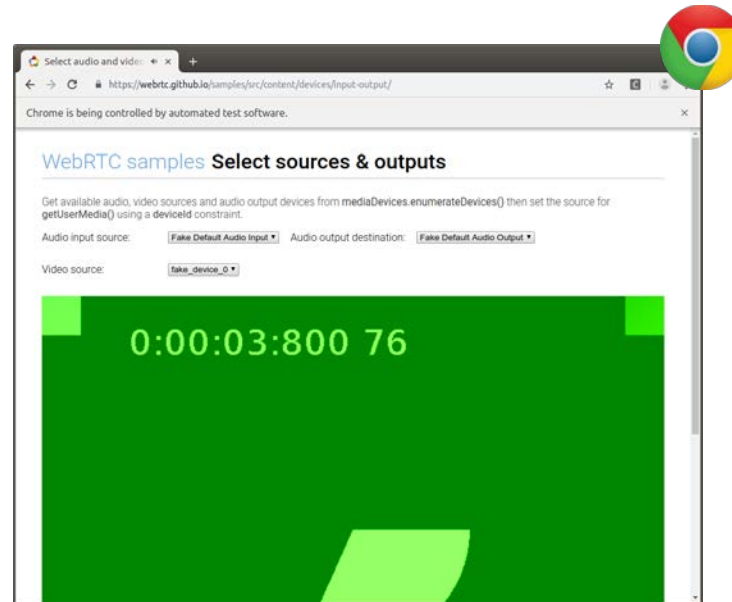 Select audio and video
https://webrtc.github.io/samples/src/content/devices/input-output/
Chrome is being controlled by automated test software.
WebRTC samples Select sources & outputs
Get available audio, video sources and audio output devices from mediaDevices.enumerateDevices() then set the source for
getUserMedia() using a deviceId constraint.
Audio input source: Fake Default Audio Input Audio output destination: Fake Default Audio Output
Video source: fake_device_0
0:00:03:800 76